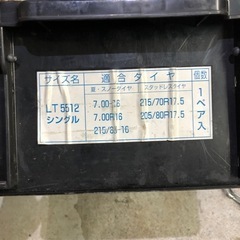 サイズ名 適合タイヤ 個数
夏・スノータイヤ スタッドレスタイヤ
LT5512 シングル
7.00-16 215/70R17.5
7.00R16 205/80R17.5
215/85-16
1ペア入